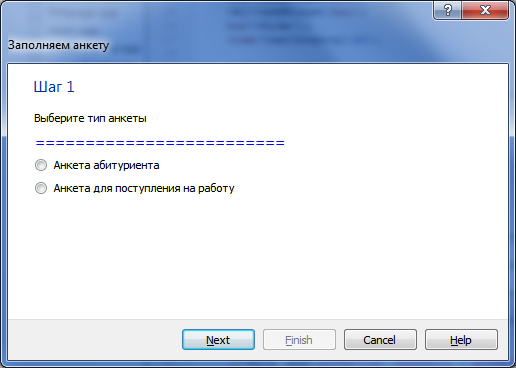 Заполняем анкету
Шаг 1
Выберите тип анкеты
==========================
Анкета абитуриента
Анкета для поступления на работу
Next Finish Cancel Help